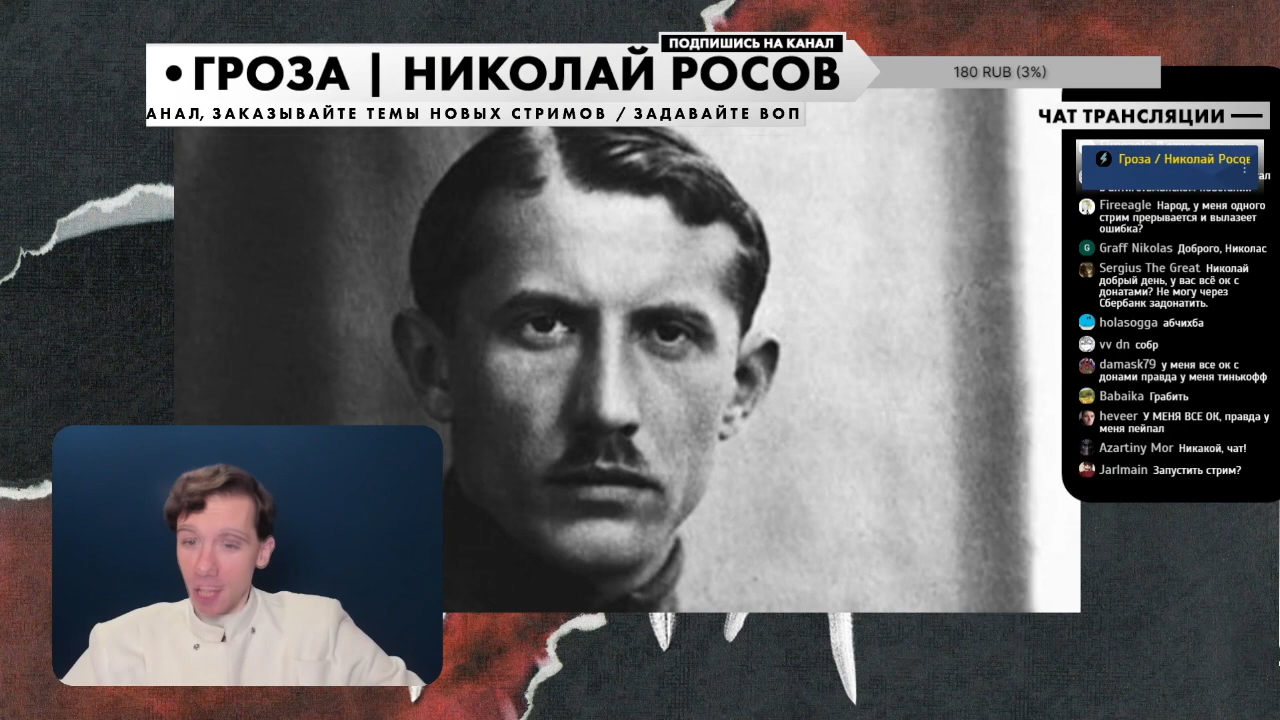 ПОДПИШИСЬ НА КАНАЛ
• ГРОЗА | НИКОЛАЙ РОСОВ
180 RUB (3%)
АНАЛ, ЗАКАЗЫВАЙТЕ ТЕМЫ НОВЫХ СТРИМОВ / ЗАДАВАЙТЕ ВОП
ЧАТ ТРАНСЛЯЦИИ
Гроза / Николай Росов
Fireeagle Народ, у меня одного
стрим прерывается и вылазеет
ошибка?
G Graff Nikolas Доброго, Николас
Sergius The Great Николай
добрый день, у вас всё ок с
донатами? Не могу через
Сбербанк задонатить.
holasogga абчихба
vv dn собр
damask79 у меня все ок с
донами правда у меня тинькофф
Babaika Грабить
heveer У МЕНЯ ВСЕ ОК, правда у
меня пейпал
Azartiny Mor Никакой, чат!
Jarlmain Запустить стрим?